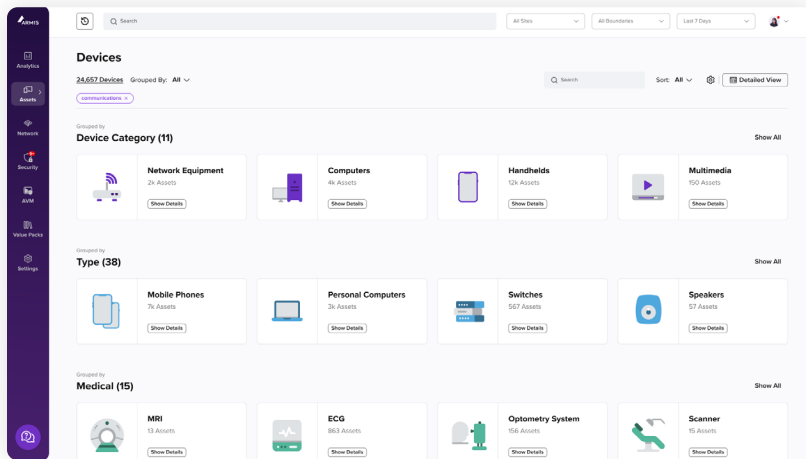 ARMIS
Search
All Sites
All Boundaries
Last 7 Days
Analytics
Assets
Network
Security
AVM
Value Packs
Settings
Devices
24,657 Devices Grouped By: All
Search
Sort: All
Detailed View
communications ×
Grouped by
Device Category (11)
Show All
Network Equipment
2k Assets
Show Details
Computers
4k Assets
Show Details
Handhelds
12k Assets
Show Details
Multimedia
150 Assets
Show Details
Grouped by
Type (38)
Show All
Mobile Phones
7k Assets
Show Details
Personal Computers
3k Assets
Show Details
Switches
567 Assets
Show Details
Speakers
57 Assets
Show Details
Grouped by
Medical (15)
Show All
MRI
13 Assets
Show Details
ECG
863 Assets
Show Details
Optometry System
156 Assets
Show Details
Scanner
15 Assets
Show Details